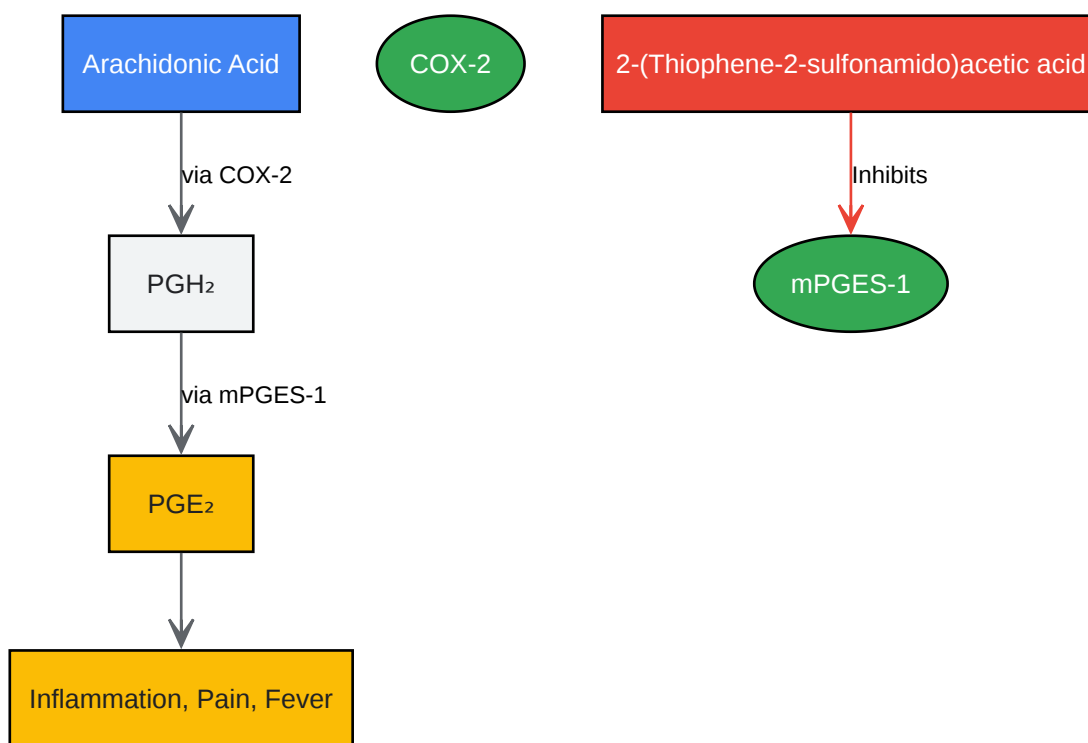 Arachidonic Acid
COX-2
2-(Thiophene-2-sulfonamido)acetic acid
via COX-2
Inhibits
PGH₂
mPGES-1
via mPGES-1
PGE₂
Inflammation, Pain, Fever